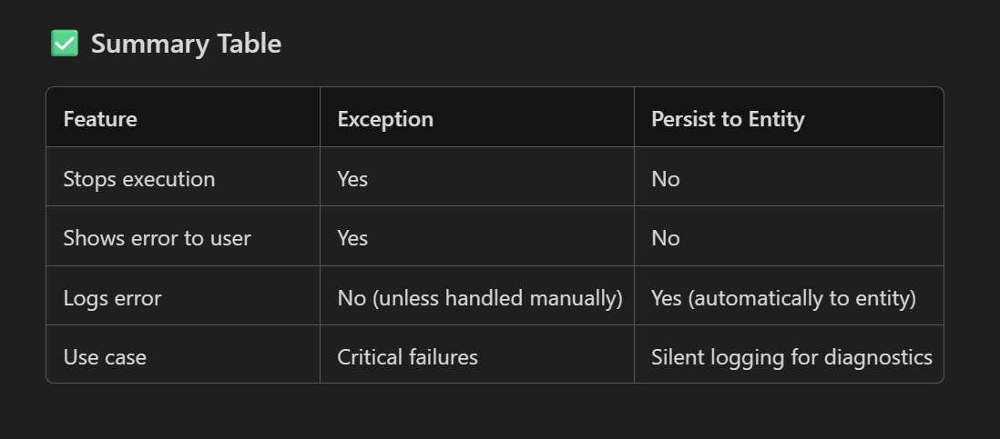 ✅ Summary Table
Feature Exception Persist to Entity
Stops execution Yes No
Shows error to user Yes No
Logs error No (unless handled manually) Yes (automatically to entity)
Use case Critical failures Silent logging for diagnostics